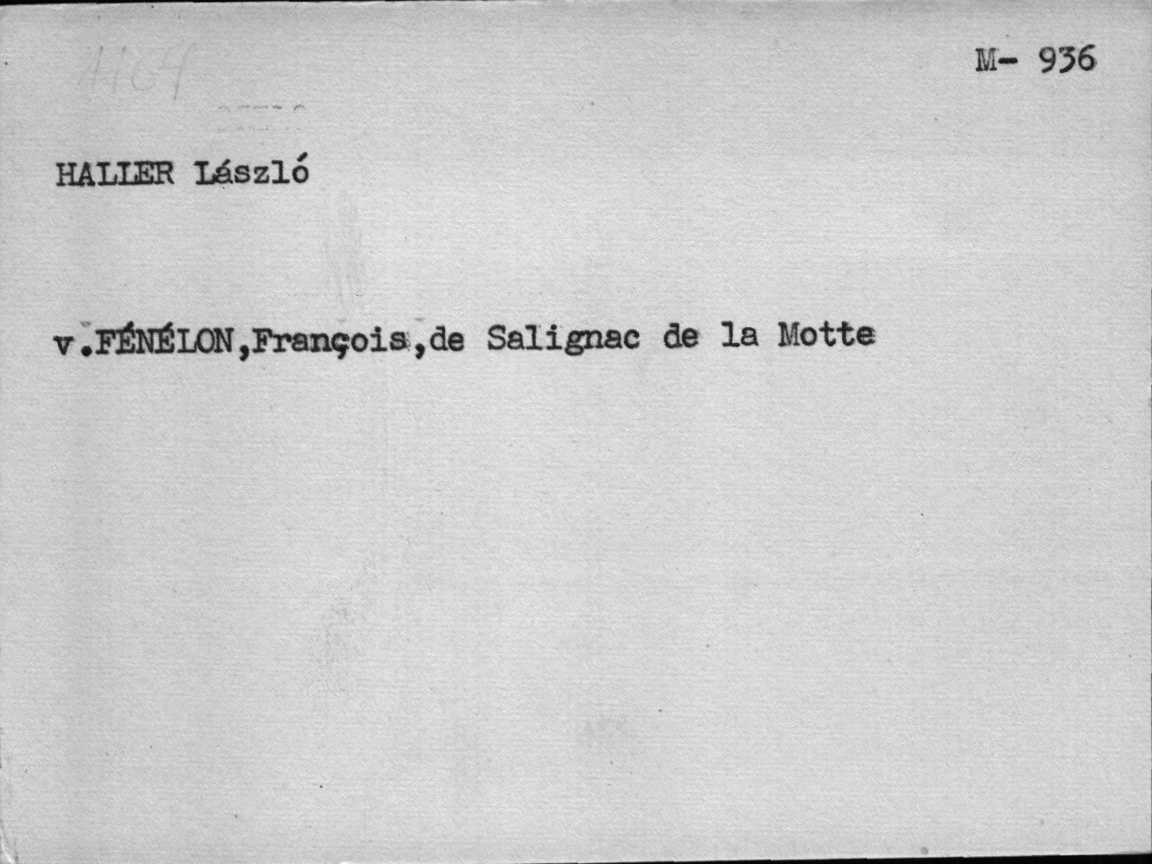 M- 936
HALLER László
v.FÉNÉLON,François,de Salignac de la Motte